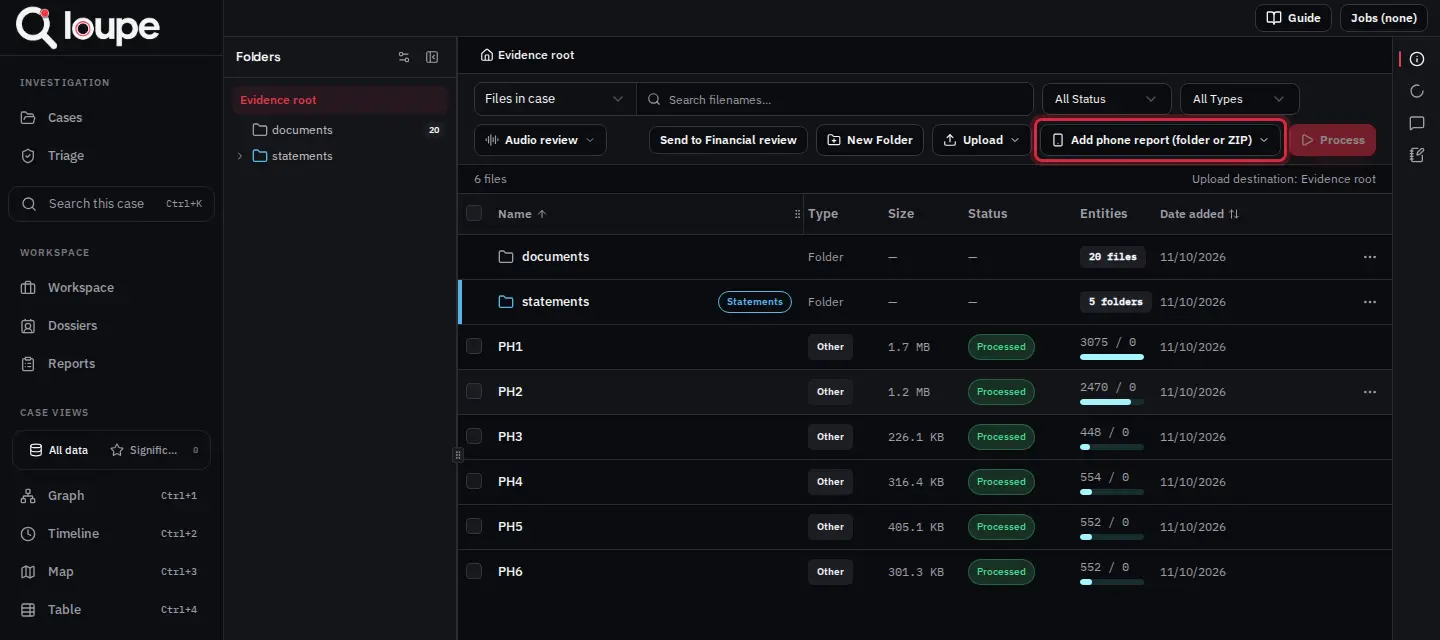 loupe
Guide
Jobs (none)
INVESTIGATION
Cases
Triage
Search this case Ctrl+K
WORKSPACE
Workspace
Dossiers
Reports
CASE VIEWS
All data Signific... 0
Graph Ctrl+1
Timeline Ctrl+2
Map Ctrl+3
Table Ctrl+4
Folders
Evidence root
documents 20
statements
Evidence root
Files in case Search filenames... All Status All Types
Audio review Send to Financial review New Folder Upload Add phone report (folder or ZIP) Process
6 files Upload destination: Evidence root
Name Type Size Status Entities Date added
documents Folder — — 20 files 11/10/2026
statements Statements Folder — — 5 folders 11/10/2026
PH1 Other 1.7 MB Processed 3075 / 0 11/10/2026
PH2 Other 1.2 MB Processed 2470 / 0 11/10/2026
PH3 Other 226.1 KB Processed 448 / 0 11/10/2026
PH4 Other 316.4 KB Processed 554 / 0 11/10/2026
PH5 Other 405.1 KB Processed 552 / 0 11/10/2026
PH6 Other 301.3 KB Processed 552 / 0 11/10/2026